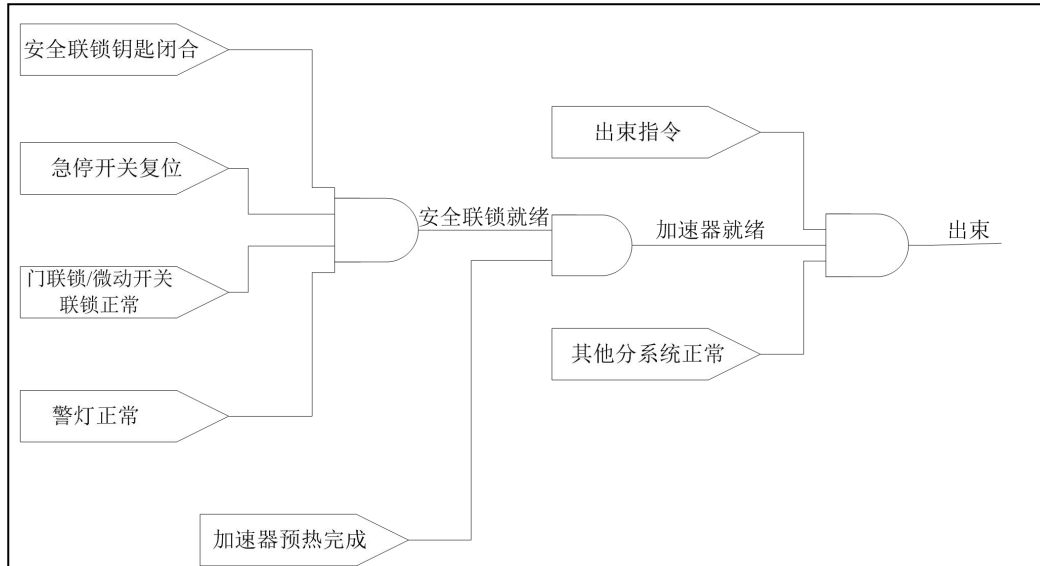 安全联锁钥匙闭合
急停开关复位
门联锁/微动开关
联锁正常
警灯正常
安全联锁就绪
加速器预热完成
出束指令
加速器就绪
其他分系统正常
出束